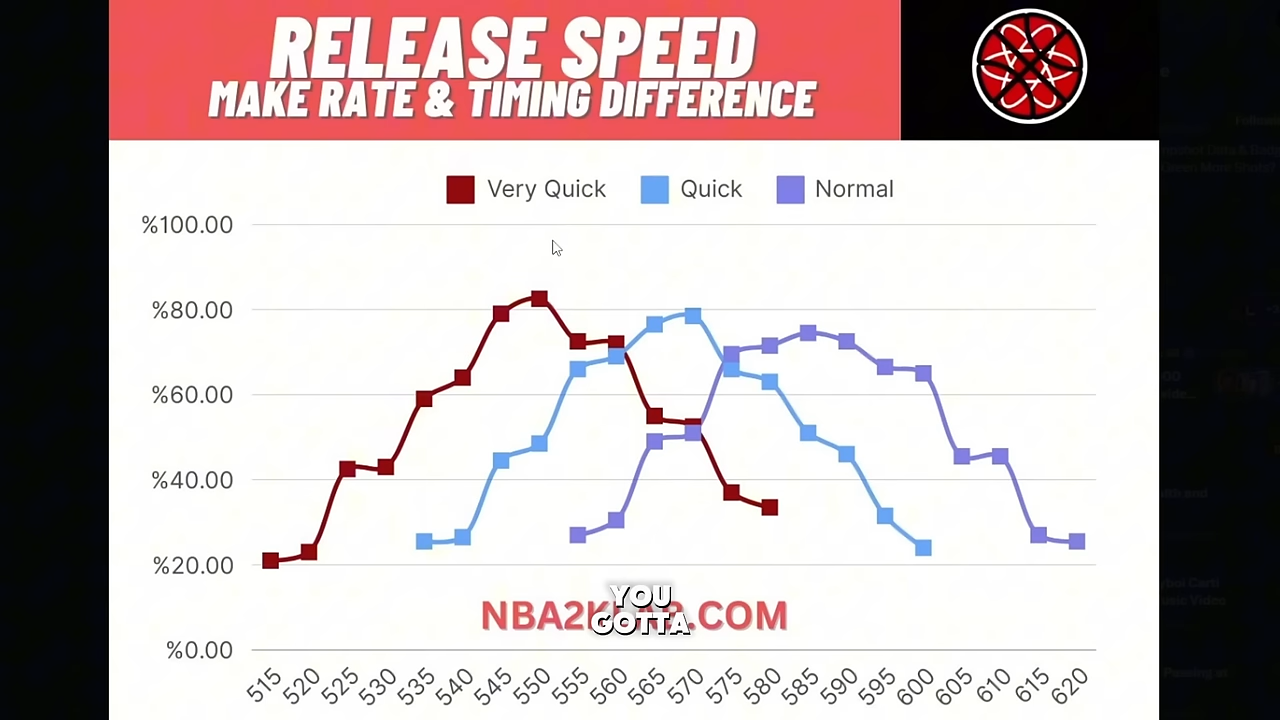 RELEASE SPEED
MAKE RATE & TIMING DIFFERENCE
Very Quick Quick Normal
%100.00
%80.00
%60.00
%40.00
%20.00
%0.00
NBA2KLAB.COM
YOU
GOTTA
515 520 525 530 535 540 545 550 555 560 565 570 575 580 585 590 595 600 605 610 615 620